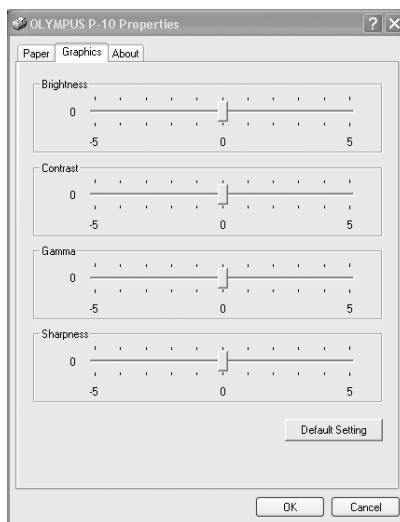 OLYMPUS P-10 Properties
Paper Graphics About
Brightness
0
-5 0 5
Contrast
0
-5 0 5
Gamma
0
-5 0 5
Sharpness
0
-5 0 5
Default Setting
OK Cancel